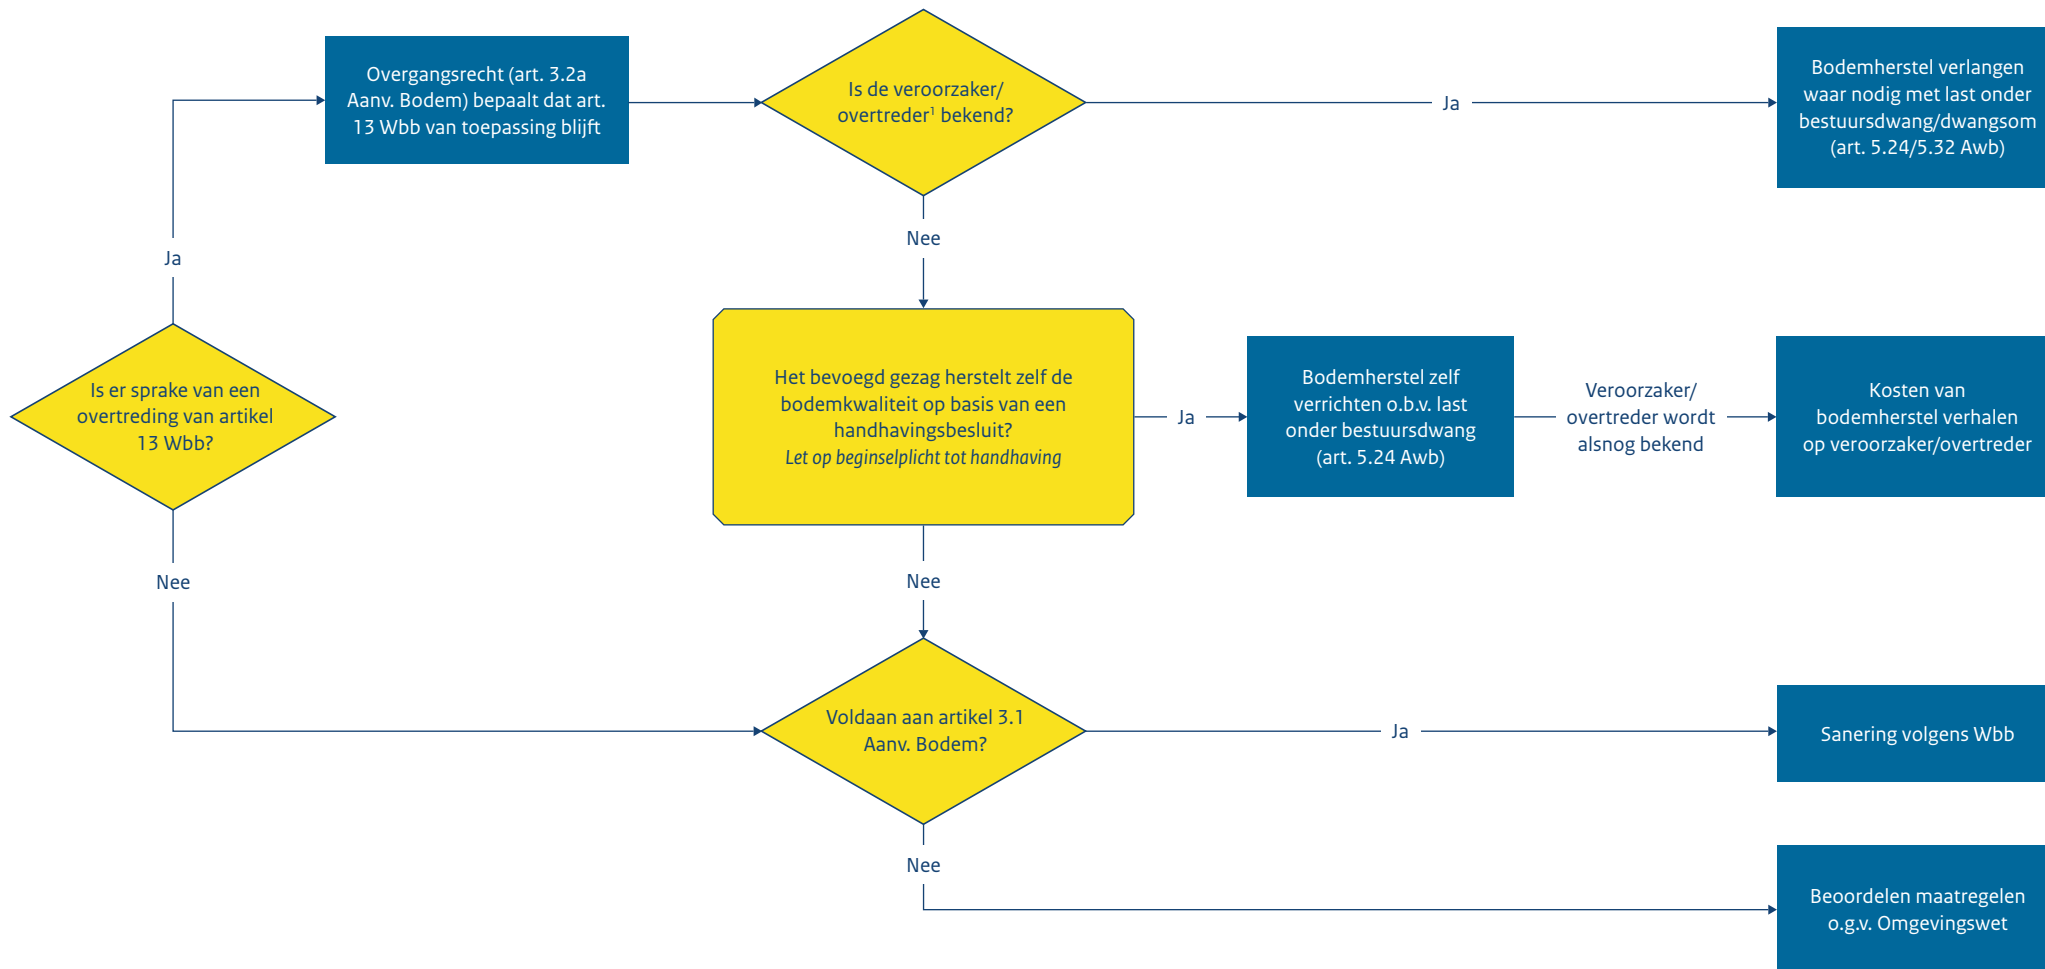 Overgangsrecht (art. 3.2a
Aanv. Bodem) bepaalt dat art.
13 Wbb van toepassing blijft
Is de veroorzaker/
overtreder¹ bekend?
Ja
Bodemherstel verlangen
waar nodig met last onder
bestuursdwang/dwangsom
(art. 5.24/5.32 Awb)
Nee
Ja
Is er sprake van een
overtreding van artikel
13 Wbb?
Het bevoegd gezag herstelt zelf de
bodemkwaliteit op basis van een
handhavingsbesluit?
Let op beginselplicht tot handhaving
Ja
Bodemherstel zelf
verrichten o.b.v. last
onder bestuursdwang
(art. 5.24 Awb)
Veroorzaker/
overtreder wordt
alsnog bekend
Kosten van
bodemherstel verhalen
op veroorzaker/overtreder
Nee
Nee
Voldaan aan artikel 3.1
Aanv. Bodem?
Ja
Sanering volgens Wbb
Nee
Beoordelen maatregelen
o.g.v. Omgevingswet